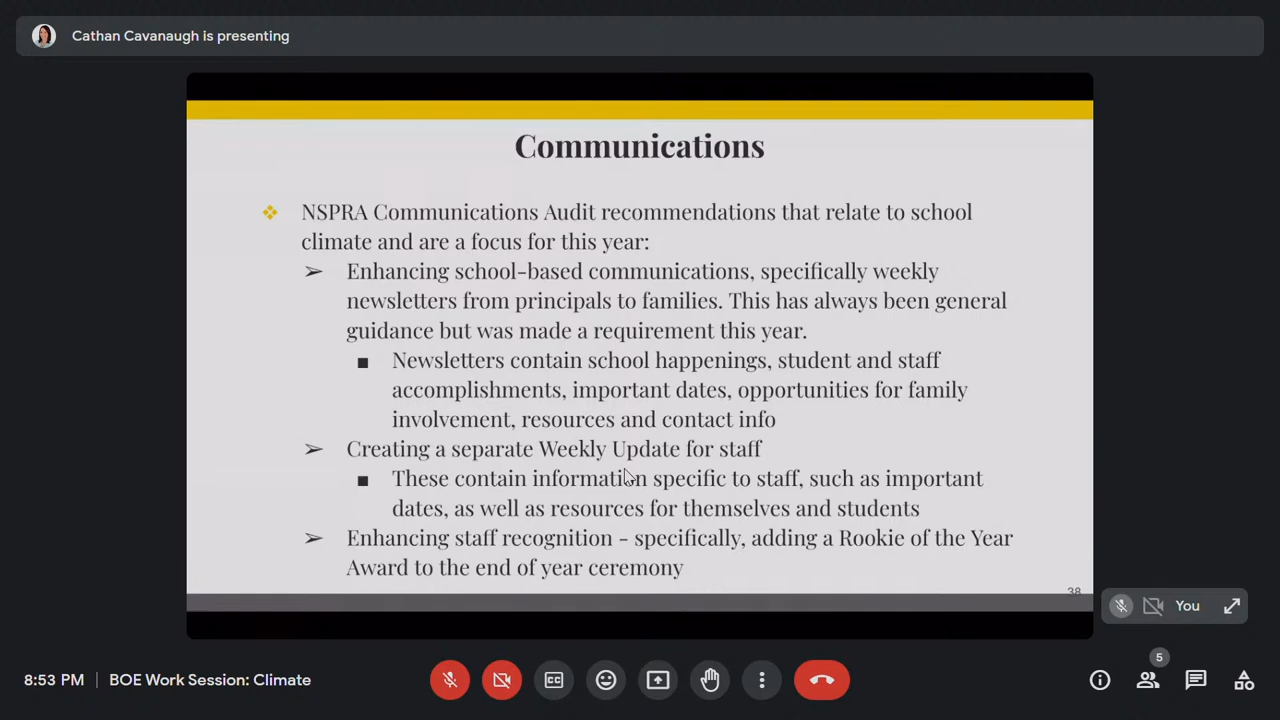 Cathan Cavanaugh is presenting
Communications
❖ NSPRA Communications Audit recommendations that relate to school
climate and are a focus for this year:
➢ Enhancing school-based communications, specifically weekly
newsletters from principals to families. This has always been general
guidance but was made a requirement this year.
■ Newsletters contain school happenings, student and staff
accomplishments, important dates, opportunities for family
involvement, resources and contact info
➢ Creating a separate Weekly Update for staff
■ These contain information specific to staff, such as important
dates, as well as resources for themselves and students
➢ Enhancing staff recognition - specifically, adding a Rookie of the Year
Award to the end of year ceremony
38
You
5
8:53 PM | BOE Work Session: Climate